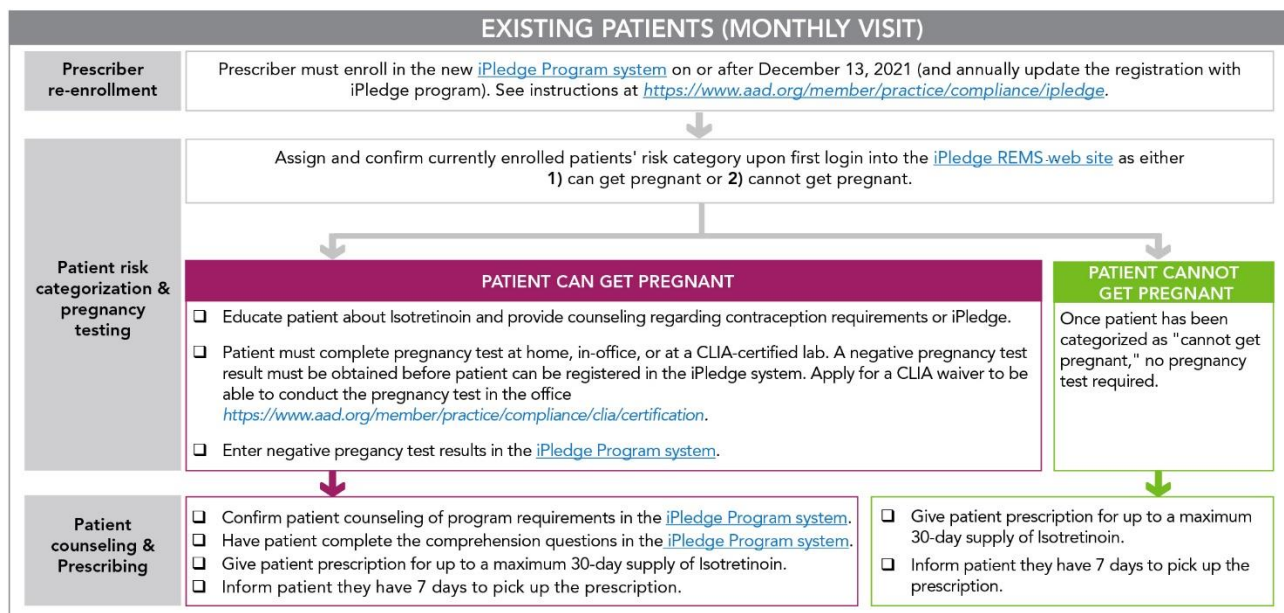 EXISTING PATIENTS (MONTHLY VISIT)
Prescriber
re-enrollment
Prescriber must enroll in the new iPledge Program system on or after December 13, 2021 (and annually update the registration with
iPledge program). See instructions at https://www.aad.org/member/practice/compliance/ipledge.
Patient risk
categorization &
pregnancy
testing
Assign and confirm currently enrolled patients' risk category upon first login into the iPledge REMS-web site as either
1) can get pregnant or 2) cannot get pregnant.
PATIENT CAN GET PREGNANT
❑ Educate patient about Isotretinoin and provide counseling regarding contraception requirements or iPledge.
❑ Patient must complete pregnancy test at home, in-office, or at a CLIA-certified lab. A negative pregnancy test
result must be obtained before patient can be registered in the iPledge system. Apply for a CLIA waiver to be
able to conduct the pregnancy test in the office
https://www.aad.org/member/practice/compliance/clia/certification.
❑ Enter negative pregancy test results in the iPledge Program system.
PATIENT CANNOT
GET PREGNANT
Once patient has been
categorized as "cannot get
pregnant," no pregnancy
test required.
Patient
counseling &
Prescribing
❑ Confirm patient counseling of program requirements in the iPledge Program system.
❑ Have patient complete the comprehension questions in the iPledge Program system.
❑ Give patient prescription for up to a maximum 30-day supply of Isotretinoin.
❑ Inform patient they have 7 days to pick up the prescription.
❑ Give patient prescription for up to a maximum
30-day supply of Isotretinoin.
❑ Inform patient they have 7 days to pick up the
prescription.